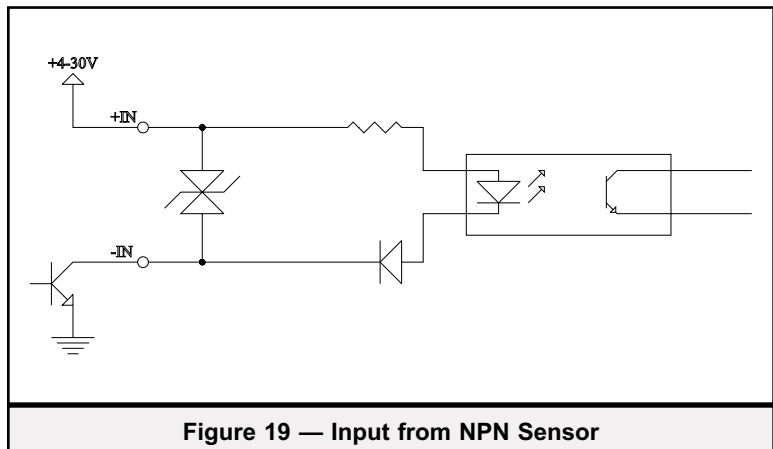 +4-30V
+IN
-IN
Figure 19 — Input from NPN Sensor